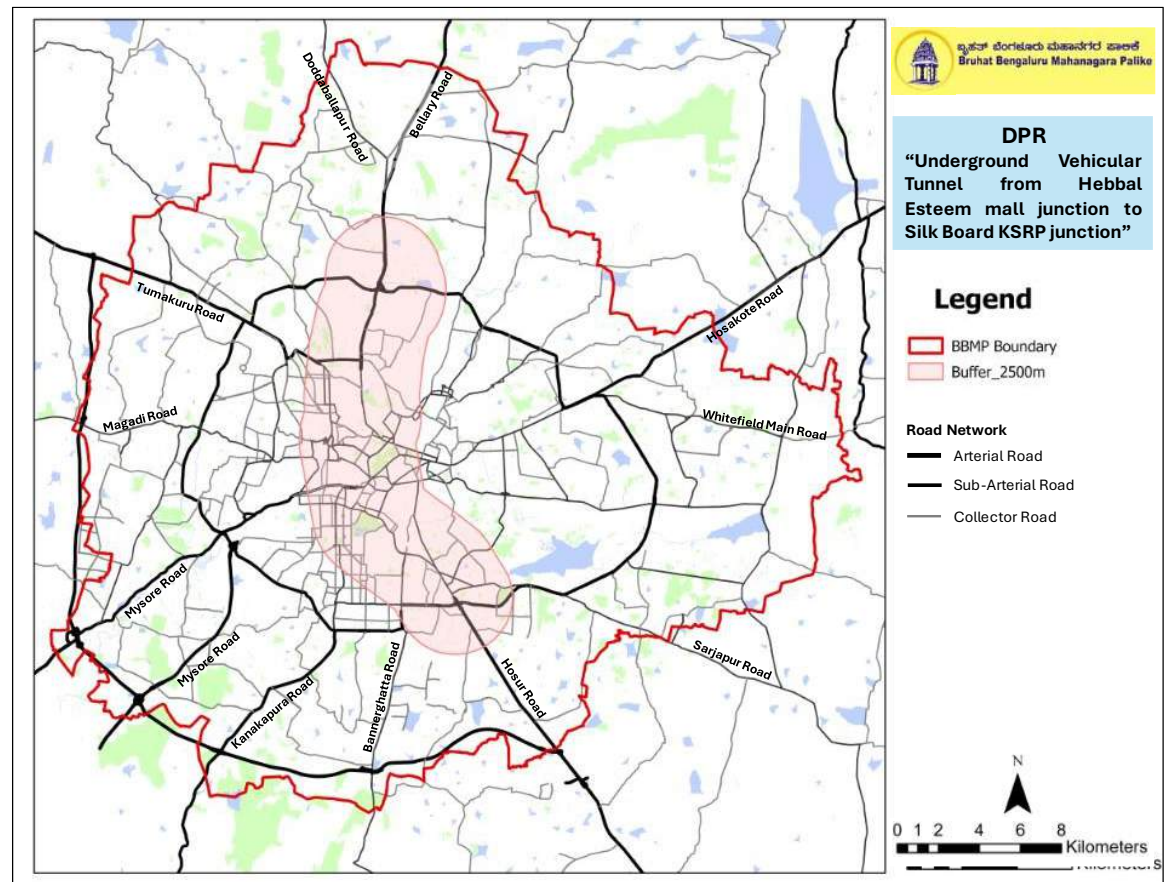 ಬೃಹತ್ ಬೆಂಗಳೂರು ಮಹಾನಗರ ಪಾಲಿಕೆ
Bruhat Bengaluru Mahanagara Palike
DPR
“Underground Vehicular
Tunnel from Hebbal
Esteem mall junction to
Silk Board KSRP junction”
Legend
BBMP Boundary
Buffer_2500m
Road Network
Arterial Road
Sub-Arterial Road
Collector Road
Doddaballapur Road
Bellary Road
Tumakuru Road
Hosakote Road
Magadi Road
Whitefield Main Road
Mysore Road
Mysore Road
Kanakapura Road
Bannerghatta Road
Hosur Road
Sarjapur Road
N
0 1 2 4 6 8
Kilometers